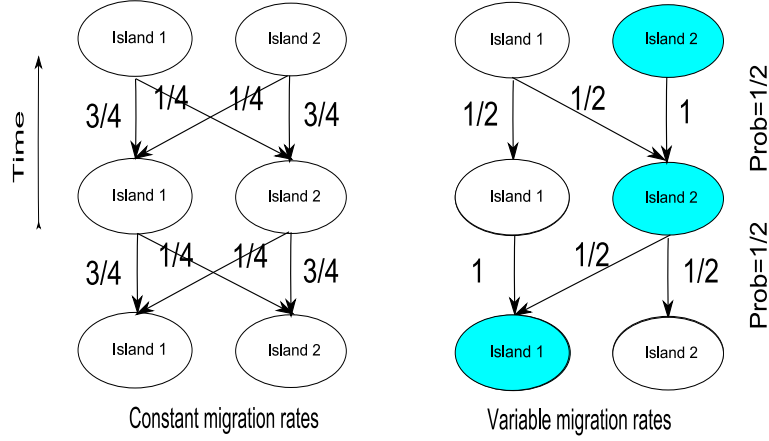 Island 1 Island 2 Island 1 Island 2
Time
3/4 1/4 1/4 3/4 1/2 1/2 1 Prob=1/2
Island 1 Island 2 Island 1 Island 2
3/4 1/4 1/4 3/4 1 1/2 1/2 Prob=1/2
Island 1 Island 2 Island 1 Island 2
Constant migration rates Variable migration rates